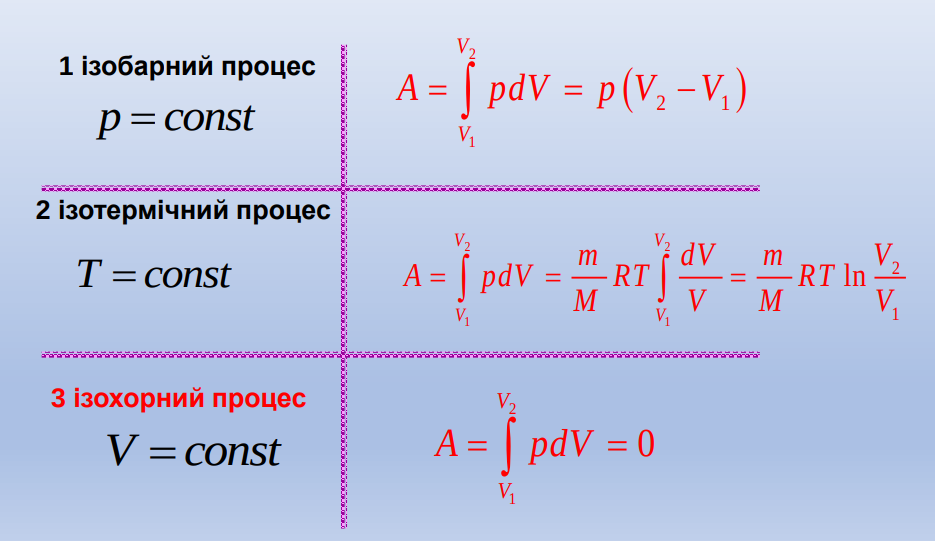 1 ізобарний процес
p = const
A = ∫_{V₁}^{V₂} pdV = p(V₂ − V₁)
2 ізотермічний процес
T = const
A = ∫_{V₁}^{V₂} pdV = m/M RT ∫_{V₁}^{V₂} dV/V = m/M RT ln V₂/V₁
3 ізохорний процес
V = const
A = ∫_{V₁}^{V₂} pdV = 0